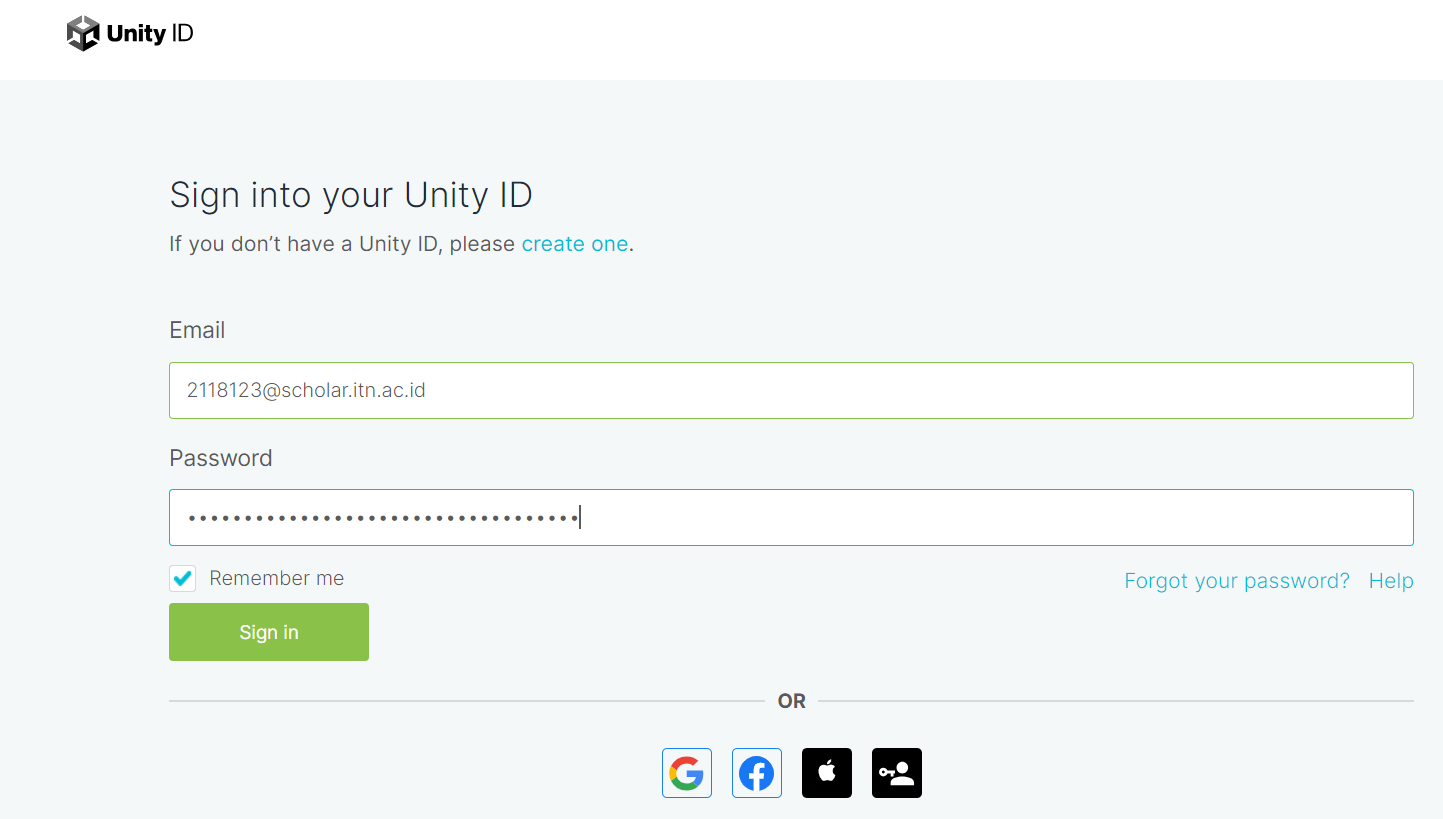 Unity ID
Sign into your Unity ID
If you don’t have a Unity ID, please create one.
Email
2118123@scholar.itn.ac.id
Password
•••••••••••••••••••••••••••••••••••
Remember me
Forgot your password? Help
Sign in
OR